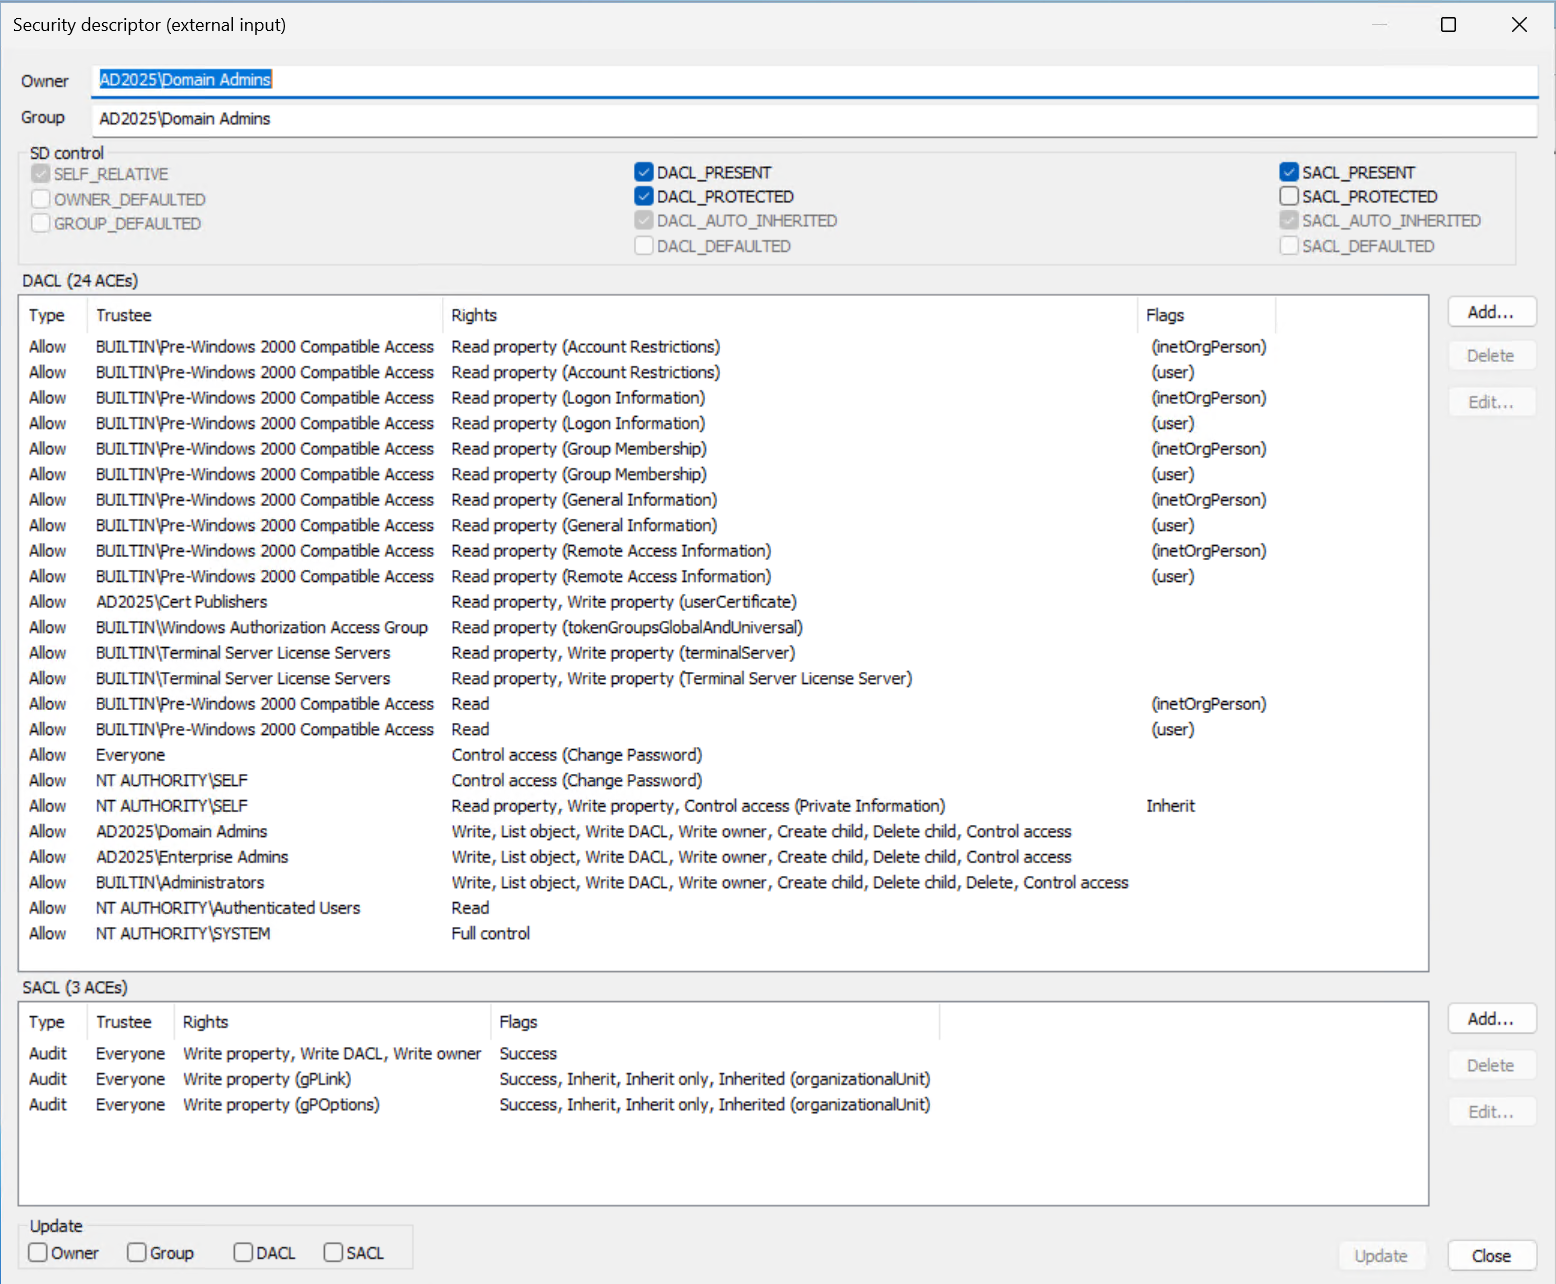 Security descriptor (external input)
Owner AD2025\Domain Admins
Group AD2025\Domain Admins
SD control
SELF_RELATIVE DACL_PRESENT SACL_PRESENT
OWNER_DEFAULTED DACL_PROTECTED SACL_PROTECTED
GROUP_DEFAULTED DACL_AUTO_INHERITED SACL_AUTO_INHERITED
DACL_DEFAULTED SACL_DEFAULTED
DACL (24 ACEs)
Type Trustee Rights Flags Add...
Allow BUILTIN\Pre-Windows 2000 Compatible Access Read property (Account Restrictions) (inetOrgPerson) Delete
Allow BUILTIN\Pre-Windows 2000 Compatible Access Read property (Account Restrictions) (user)
Allow BUILTIN\Pre-Windows 2000 Compatible Access Read property (Logon Information) (inetOrgPerson) Edit...
Allow BUILTIN\Pre-Windows 2000 Compatible Access Read property (Logon Information) (user)
Allow BUILTIN\Pre-Windows 2000 Compatible Access Read property (Group Membership) (inetOrgPerson)
Allow BUILTIN\Pre-Windows 2000 Compatible Access Read property (Group Membership) (user)
Allow BUILTIN\Pre-Windows 2000 Compatible Access Read property (General Information) (inetOrgPerson)
Allow BUILTIN\Pre-Windows 2000 Compatible Access Read property (General Information) (user)
Allow BUILTIN\Pre-Windows 2000 Compatible Access Read property (Remote Access Information) (inetOrgPerson)
Allow BUILTIN\Pre-Windows 2000 Compatible Access Read property (Remote Access Information) (user)
Allow AD2025\Cert Publishers Read property, Write property (userCertificate)
Allow BUILTIN\Windows Authorization Access Group Read property (tokenGroupsGlobalAndUniversal)
Allow BUILTIN\Terminal Server License Servers Read property, Write property (terminalServer)
Allow BUILTIN\Terminal Server License Servers Read property, Write property (Terminal Server License Server)
Allow BUILTIN\Pre-Windows 2000 Compatible Access Read (inetOrgPerson)
Allow BUILTIN\Pre-Windows 2000 Compatible Access Read (user)
Allow Everyone Control access (Change Password)
Allow NT AUTHORITY\SELF Control access (Change Password)
Allow NT AUTHORITY\SELF Read property, Write property, Control access (Private Information) Inherit
Allow AD2025\Domain Admins Write, List object, Write DACL, Write owner, Create child, Delete child, Control access
Allow AD2025\Enterprise Admins Write, List object, Write DACL, Write owner, Create child, Delete child, Control access
Allow BUILTIN\Administrators Write, List object, Write DACL, Write owner, Create child, Delete child, Delete, Control access
Allow NT AUTHORITY\Authenticated Users Read
Allow NT AUTHORITY\SYSTEM Full control
SACL (3 ACEs)
Type Trustee Rights Flags Add...
Audit Everyone Write property, Write DACL, Write owner Success
Audit Everyone Write property (gPLink) Success, Inherit, Inherit only, Inherited (organizationalUnit) Delete
Audit Everyone Write property (gPOptions) Success, Inherit, Inherit only, Inherited (organizationalUnit) Edit...
Update
Owner Group DACL SACL Update Close